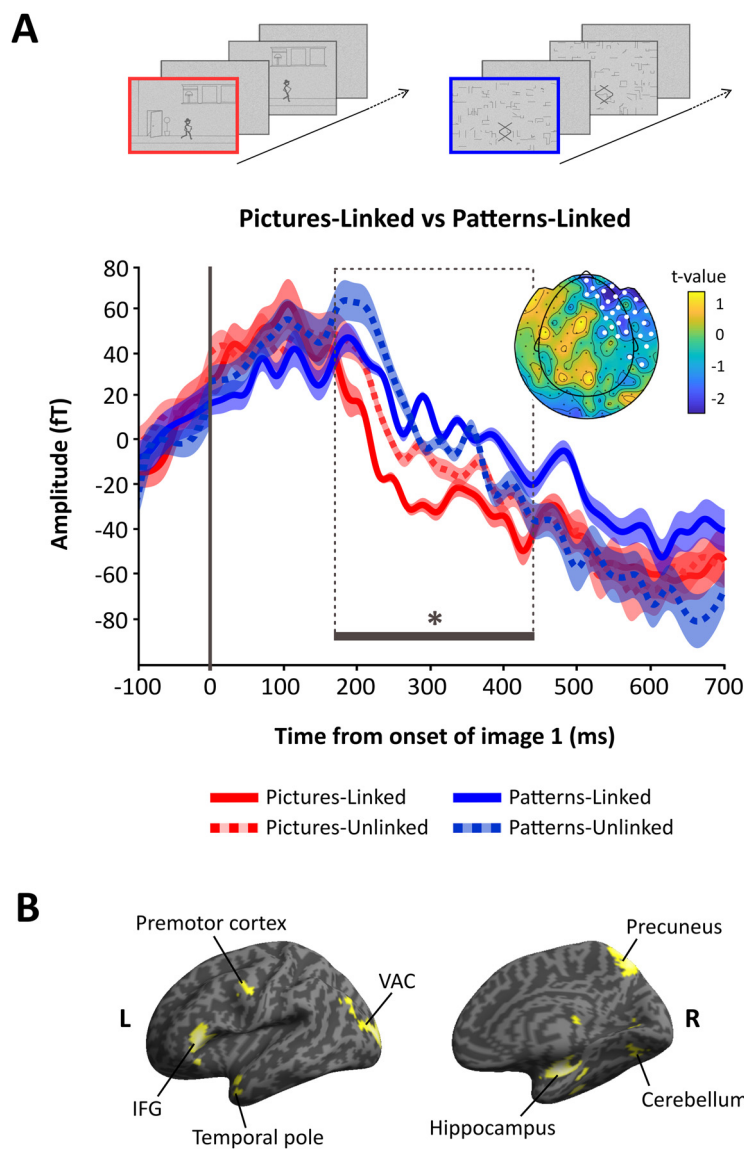 A
Pictures-Linked vs Patterns-Linked
80
60
40
20
0
-20
-40
-60
-80
Amplitude (fT)
t-value
1
0
-1
-2
*
-100 0 100 200 300 400 500 600 700
Time from onset of image 1 (ms)
Pictures-Linked Patterns-Linked
Pictures-Unlinked Patterns-Unlinked
B
Premotor cortex
Precuneus
VAC
L
R
IFG
Temporal pole
Hippocampus
Cerebellum